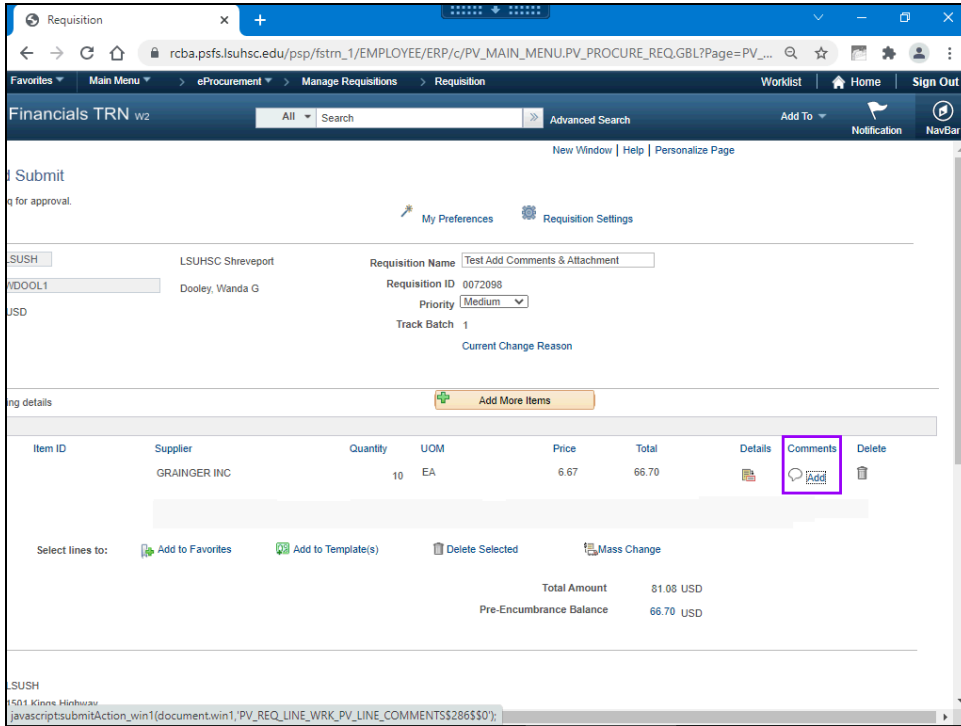 Requisition
rcba.psfs.lsuhsc.edu/psp/fstrn_1/EMPLOYEE/ERP/c/PV_MAIN_MENU.PV_PROCURE_REQ.GBL?Page=PV_...
Favorites Main Menu > eProcurement > Manage Requisitions > Requisition Worklist Home Sign Out
Financials TRN W2 All Search » Advanced Search Add To Notification NavBar
New Window | Help | Personalize Page
d Submit
q for approval.
My Preferences Requisition Settings
LSUSH LSUHSC Shreveport Requisition Name Test Add Comments & Attachment
WDOOL1 Dooley, Wanda G Requisition ID 0072098
USD Priority Medium
Track Batch 1
Current Change Reason
ing details Add More Items
Item ID Supplier Quantity UOM Price Total Details Comments Delete
GRAINGER INC 10 EA 6.67 66.70 Add
Select lines to: Add to Favorites Add to Template(s) Delete Selected Mass Change
Total Amount 81.08 USD
Pre-Encumbrance Balance 66.70 USD
LSUSH
1501 Kings Highway
javascript:submitAction_win1(document.win1,'PV_REQ_LINE_WRK_PV_LINE_COMMENTS$286$$0');